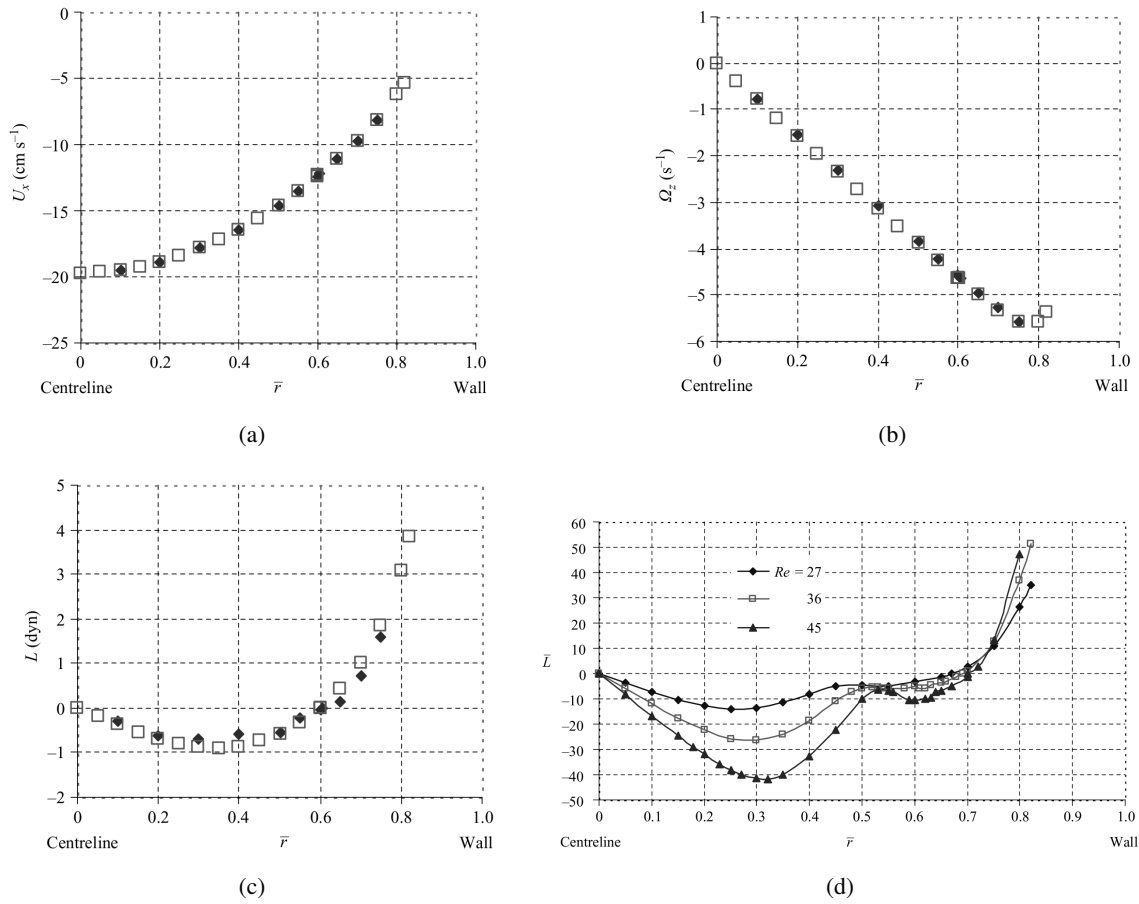 0
−5
−10
−15
−20
−25
Uₓ (cm s⁻¹)
0 0.2 0.4 0.6 0.8 1.0
Centreline r̅ Wall
(a)
1
0
−1
−2
−3
−4
−5
−6
Ω_z (s⁻¹)
0 0.2 0.4 0.6 0.8 1.0
Centreline r̅ Wall
(b)
5
4
3
2
1
0
−1
−2
L (dyn)
0 0.2 0.4 0.6 0.8 1.0
Centreline r̅ Wall
(c)
60
50
40
30
20
10
0
−10
−20
−30
−40
−50
L̅
Re = 27
36
45
0 0.1 0.2 0.3 0.4 0.5 0.6 0.7 0.8 0.9 1.0
Centreline r̅ Wall
(d)